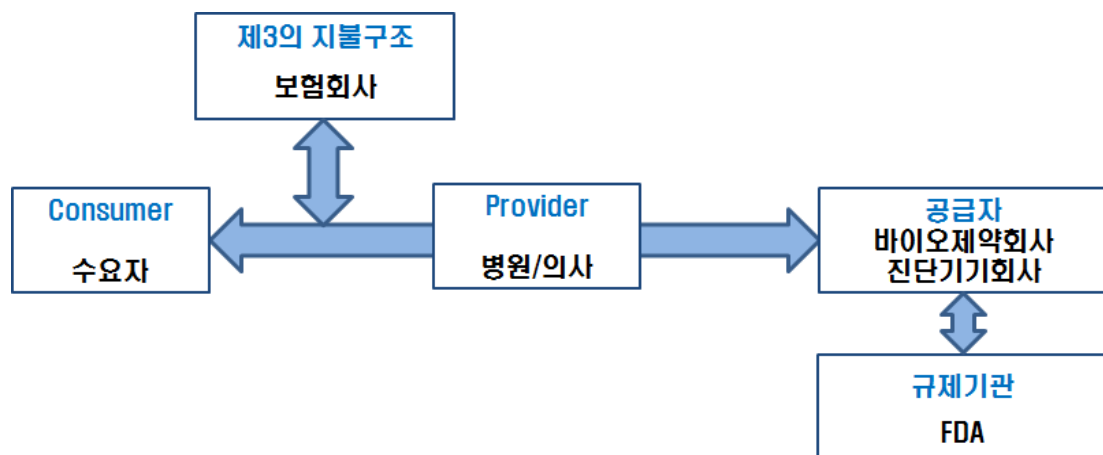 제3의 지불구조
보험회사
Consumer
수요자
Provider
병원/의사
공급자
바이오제약회사
진단기기회사
규제기관
FDA